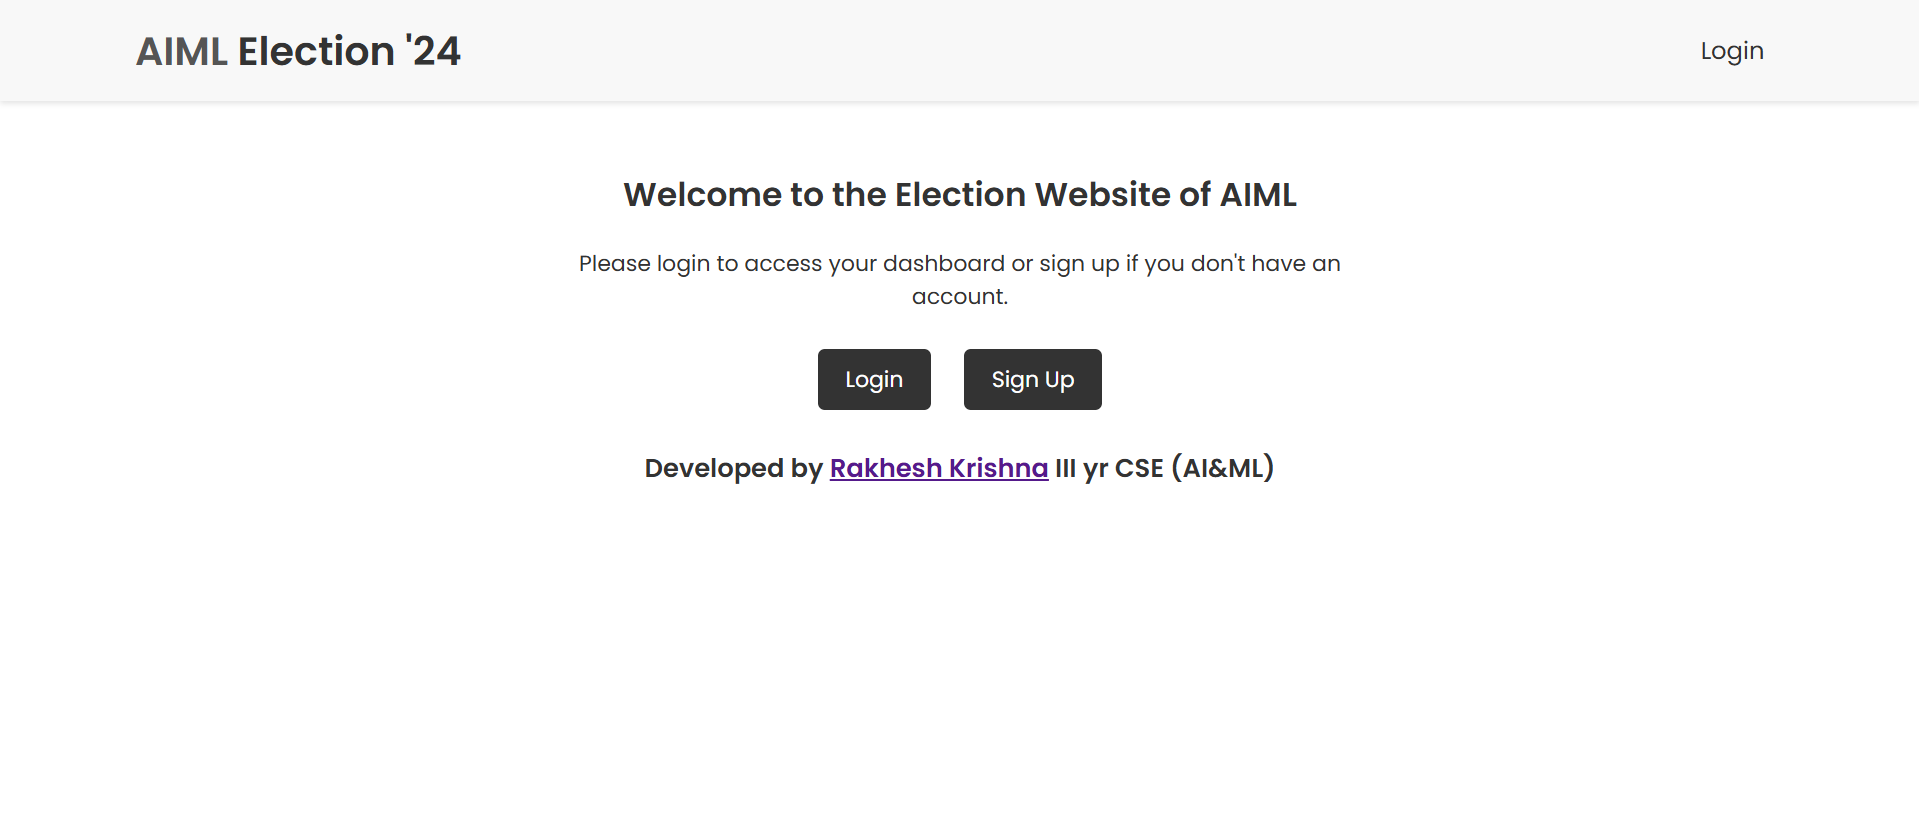 AIML Election '24
Login
Welcome to the Election Website of AIML
Please login to access your dashboard or sign up if you don't have an
account.
Login
Sign Up
Developed by Rakhesh Krishna III yr CSE (AI&ML)